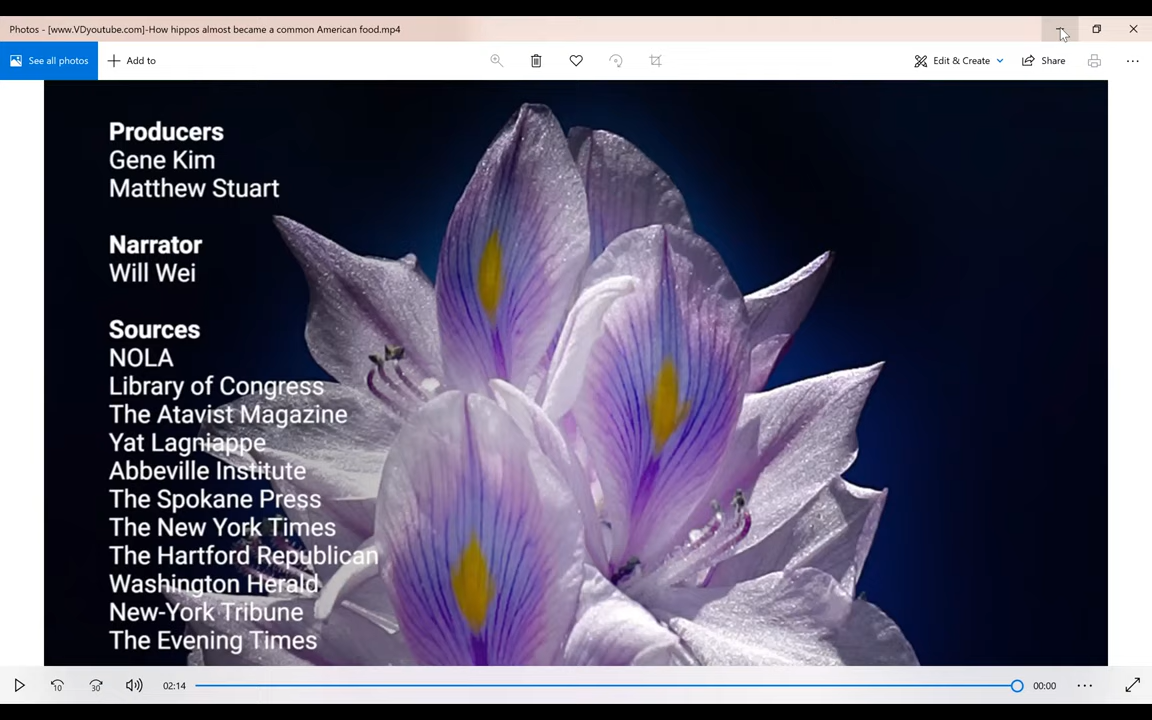 Photos - [www.VDyoutube.com]-How hippos almost became a common American food.mp4
See all photos
Add to
Edit & Create
Share
Producers
Gene Kim
Matthew Stuart
Narrator
Will Wei
Sources
NOLA
Library of Congress
The Atavist Magazine
Yat Lagniappe
Abbeville Institute
The Spokane Press
The New York Times
The Hartford Republican
Washington Herald
New-York Tribune
The Evening Times
10
30
02:14
00:00